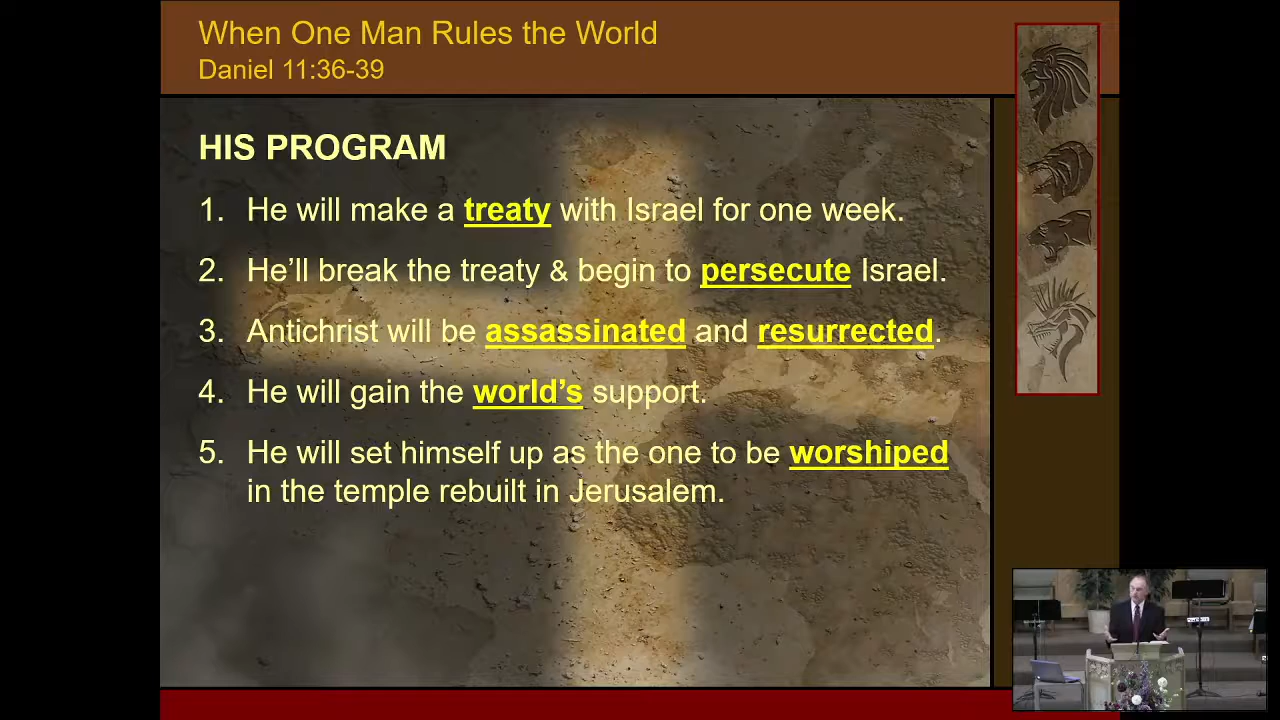 When One Man Rules the World
Daniel 11:36-39
HIS PROGRAM
1. He will make a treaty with Israel for one week.
2. He’ll break the treaty & begin to persecute Israel.
3. Antichrist will be assassinated and resurrected.
4. He will gain the world’s support.
5. He will set himself up as the one to be worshiped
in the temple rebuilt in Jerusalem.